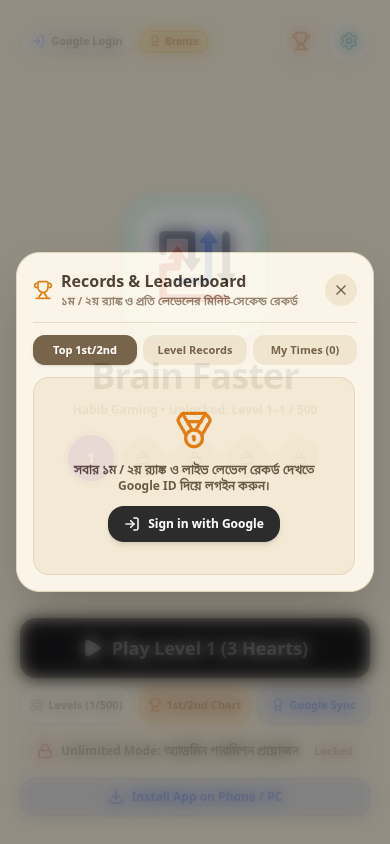 Google Login
Bronze
Records & Leaderboard
১ম / ২য় র‍্যাঙ্ক ও প্রতি লেভেলের মিনিট-সেকেন্ড রেকর্ড
Top 1st/2nd
Level Records
My Times (0)
Brain Faster
Habib Gaming • Unlocked: Level 1–1 / 500
1
সবার ১ম / ২য় র‍্যাঙ্ক ও লাইভ লেভেল রেকর্ড দেখতে
Google ID দিয়ে লগইন করুন।
Sign in with Google
Play Level 1 (3 Hearts)
Levels (1/500)
1st/2nd Chart
Google Sync
Unlimited Mode: অ্যাডমিন পারমিশন প্রয়োজন
Locked
Install App on Phone / PC